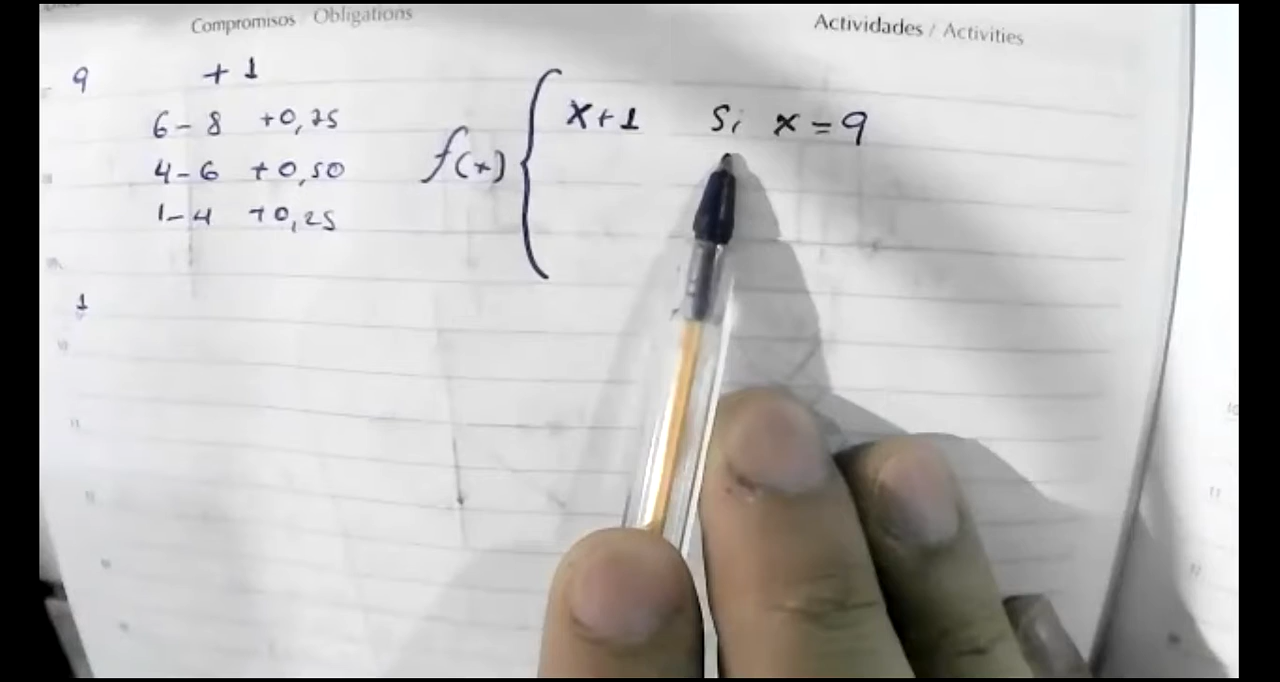 Compromisos Obligations
Actividades / Activities
9 +1
6-8 +0,25
4-6 +0,50
1-4 +0,25
f(x) { x+1 Si x=9
1